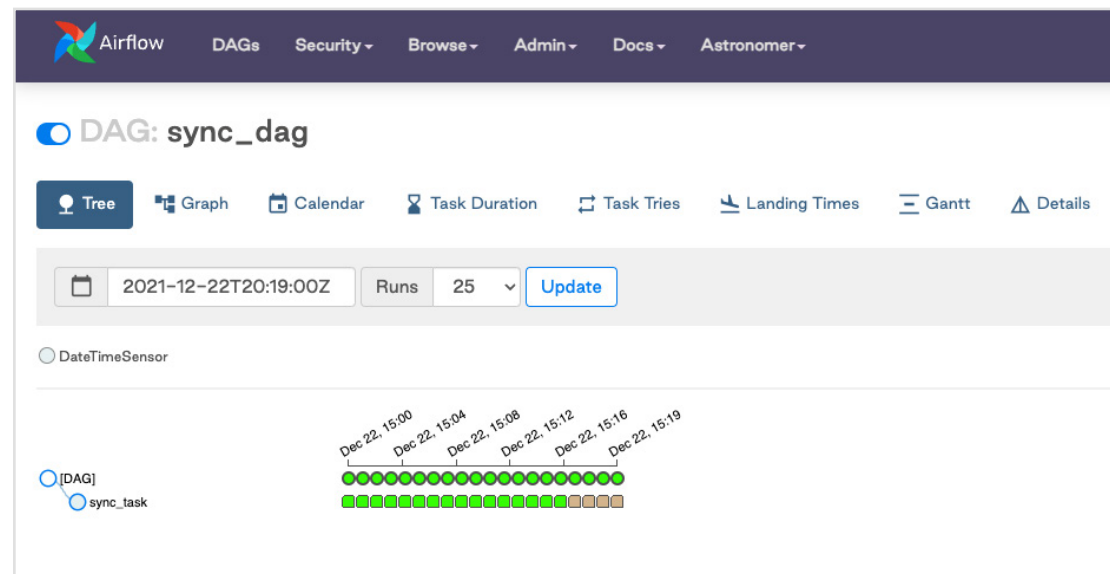 Airflow DAGs Security Browse Admin Docs Astronomer
DAG: sync_dag
Tree Graph Calendar Task Duration Task Tries Landing Times Gantt Details
2021-12-22T20:19:00Z Runs 25 Update
DateTimeSensor
Dec 22, 15:00 Dec 22, 15:04 Dec 22, 15:08 Dec 22, 15:12 Dec 22, 15:16 Dec 22, 15:19
[DAG]
sync_task